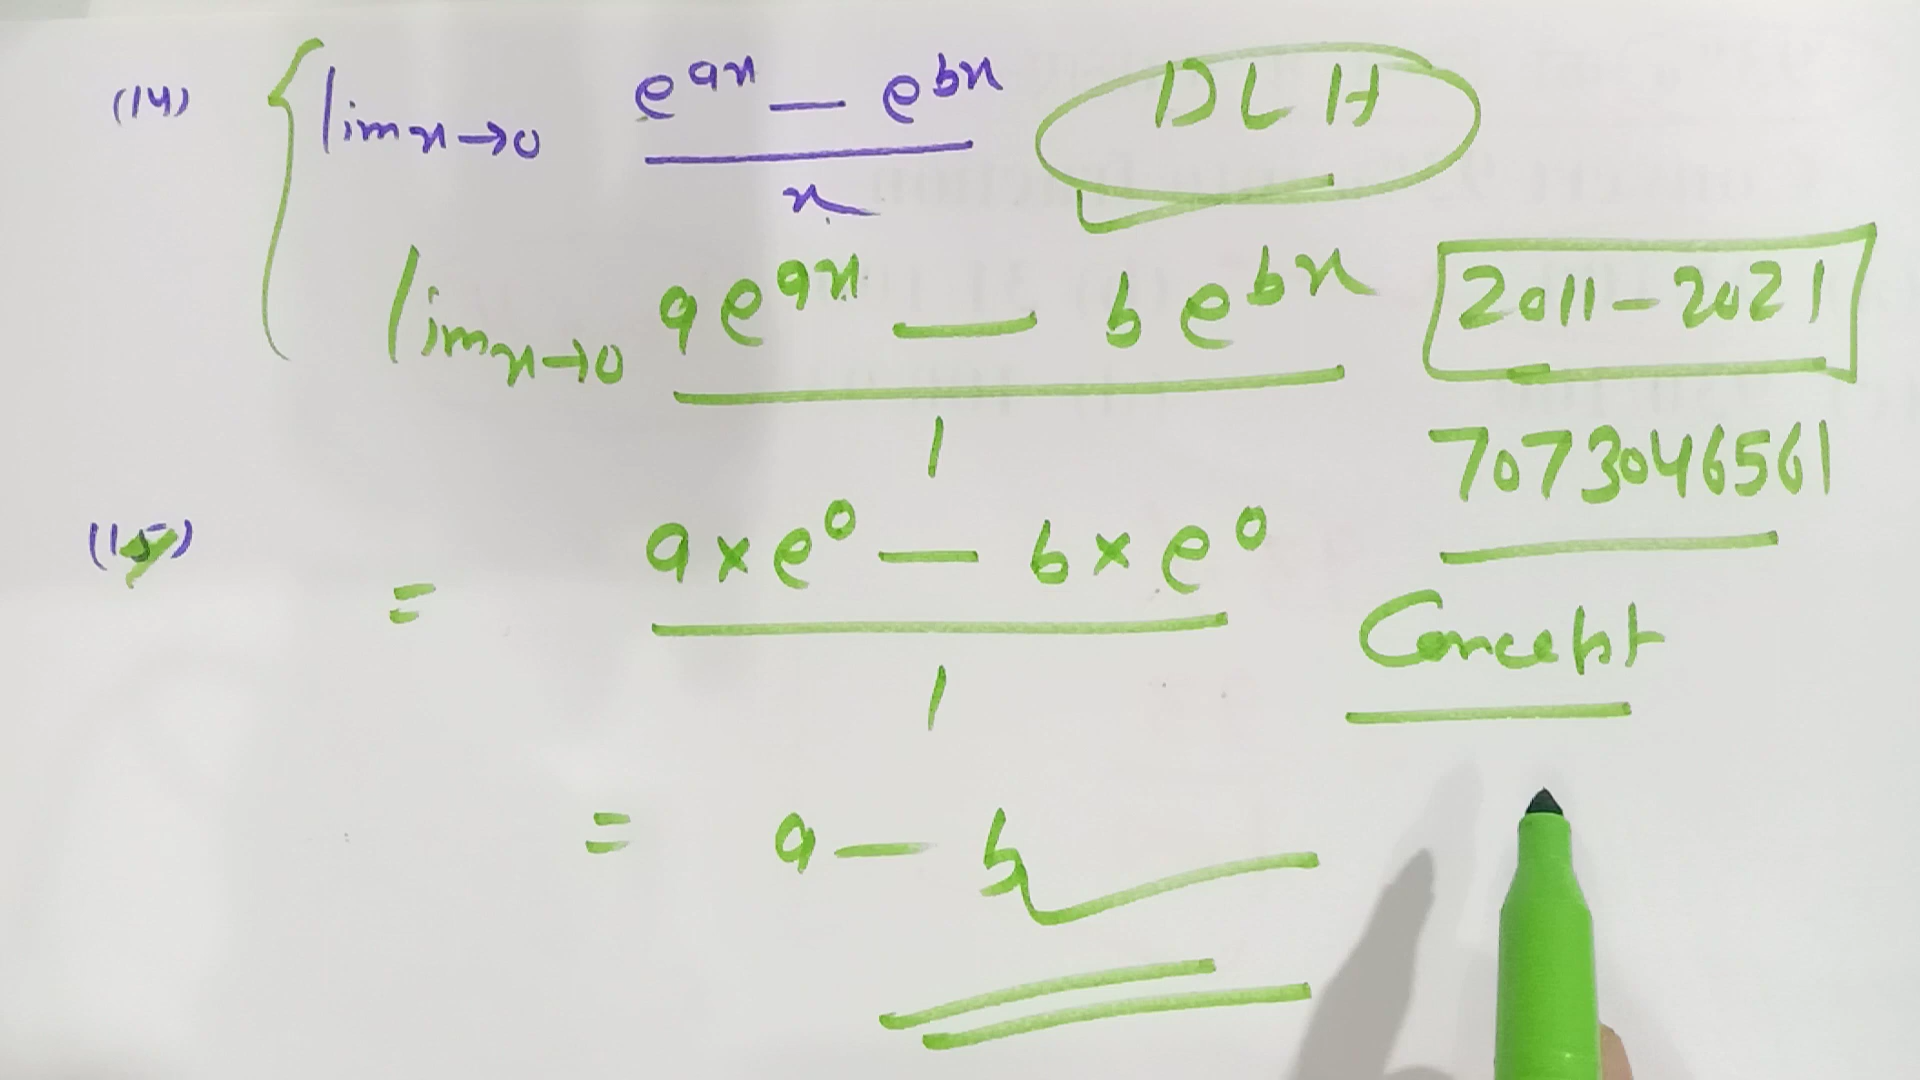 (14) lim x→0 e^ax — e^bx DLH
x
lim x→0 ae^ax — be^bx 2011-2021
1
7073046561
(15)
= a×e^0 — b×e^0
1
Concept
= a — b